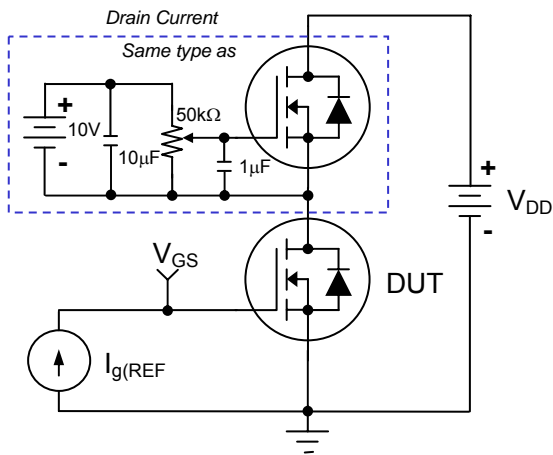 Drain Current
Same type as
+
10V
-
10μF
50kΩ
1μF
+
V_DD
-
V_GS
DUT
I_g(REF